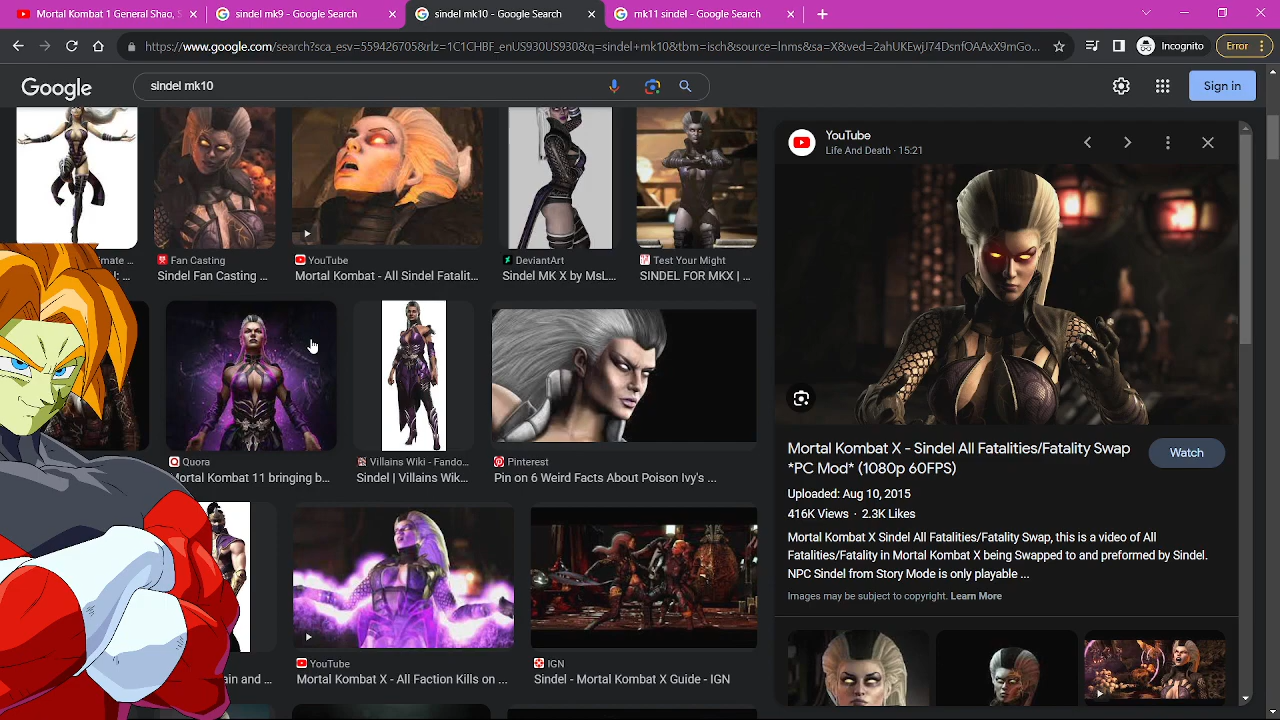 Mortal Kombat 1 General Shao, S
sindel mk9 - Google Search
sindel mk10 - Google Search
mk11 sindel - Google Search
https://www.google.com/search?sca_esv=559426705&rlz=1C1CHBF_enUS930US930&q=sindel+mk10&tbm=isch&source=lnms&sa=X&ved=2ahUKEwjJ74DsnfOAAxX9mGo...
Incognito
Error
Google
sindel mk10
Sign in
YouTube
Life And Death · 15:21
imate ...
l: ...
Fan Casting
Sindel Fan Casting ...
YouTube
Mortal Kombat - All Sindel Fatalit...
DeviantArt
Sindel MK X by MsL...
Test Your Might
SINDEL FOR MKX | ...
Quora
Mortal Kombat 11 bringing b...
Villains Wiki - Fando...
Sindel | Villains Wik...
Pinterest
Pin on 6 Weird Facts About Poison Ivy's ...
ain and ...
YouTube
Mortal Kombat X - All Faction Kills on ...
IGN
Sindel - Mortal Kombat X Guide - IGN
Mortal Kombat X - Sindel All Fatalities/Fatality Swap
*PC Mod* (1080p 60FPS)
Watch
Uploaded: Aug 10, 2015
416K Views · 2.3K Likes
Mortal Kombat X Sindel All Fatalities/Fatality Swap, this is a video of All
Fatalities/Fatality in Mortal Kombat X being Swapped to and preformed by Sindel.
NPC Sindel from Story Mode is only playable ...
Images may be subject to copyright. Learn More